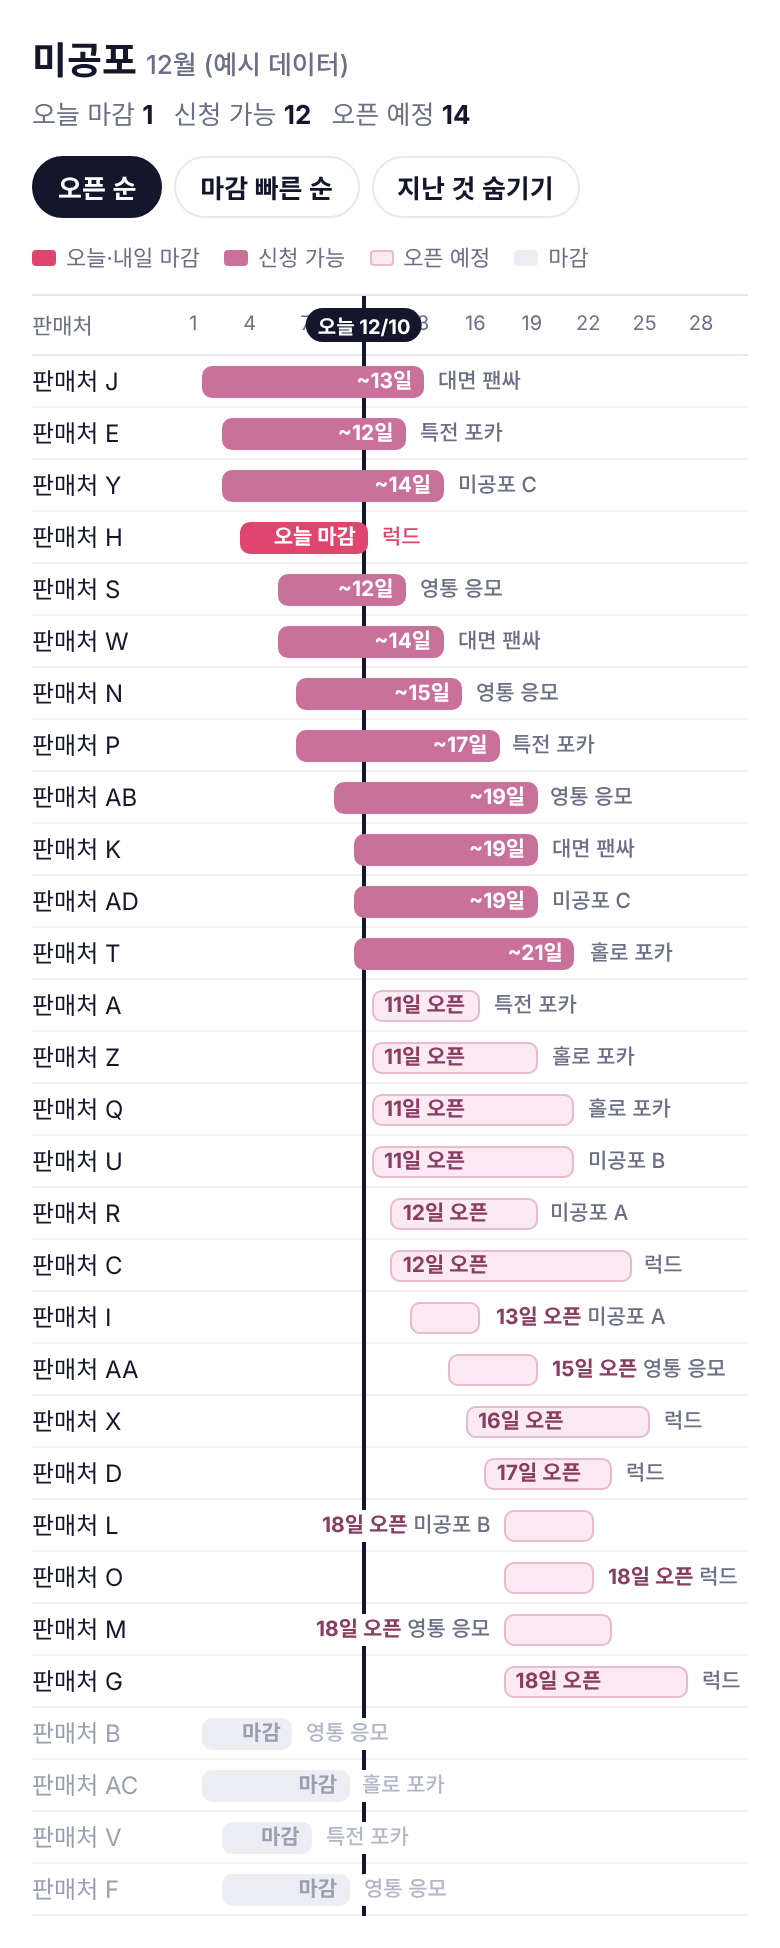 미공포 12월 (예시 데이터)
오늘 마감 1 신청 가능 12 오픈 예정 14
오픈 순 마감 빠른 순 지난 것 숨기기
오늘·내일 마감 신청 가능 오픈 예정 마감
판매처 1 4 7 오늘 12/10 3 16 19 22 25 28
판매처 J ~13일 대면 팬싸
판매처 E ~12일 특전 포카
판매처 Y ~14일 미공포 C
판매처 H 오늘 마감 럭드
판매처 S ~12일 영통 응모
판매처 W ~14일 대면 팬싸
판매처 N ~15일 영통 응모
판매처 P ~17일 특전 포카
판매처 AB ~19일 영통 응모
판매처 K ~19일 대면 팬싸
판매처 AD ~19일 미공포 C
판매처 T ~21일 홀로 포카
판매처 A 11일 오픈 특전 포카
판매처 Z 11일 오픈 홀로 포카
판매처 Q 11일 오픈 홀로 포카
판매처 U 11일 오픈 미공포 B
판매처 R 12일 오픈 미공포 A
판매처 C 12일 오픈 럭드
판매처 I 13일 오픈 미공포 A
판매처 AA 15일 오픈 영통 응모
판매처 X 16일 오픈 럭드
판매처 D 17일 오픈 럭드
판매처 L 18일 오픈 미공포 B
판매처 O 18일 오픈 럭드
판매처 M 18일 오픈 영통 응모
판매처 G 18일 오픈 럭드
판매처 B 마감 영통 응모
판매처 AC 마감 홀로 포카
판매처 V 마감 특전 포카
판매처 F 마감 영통 응모